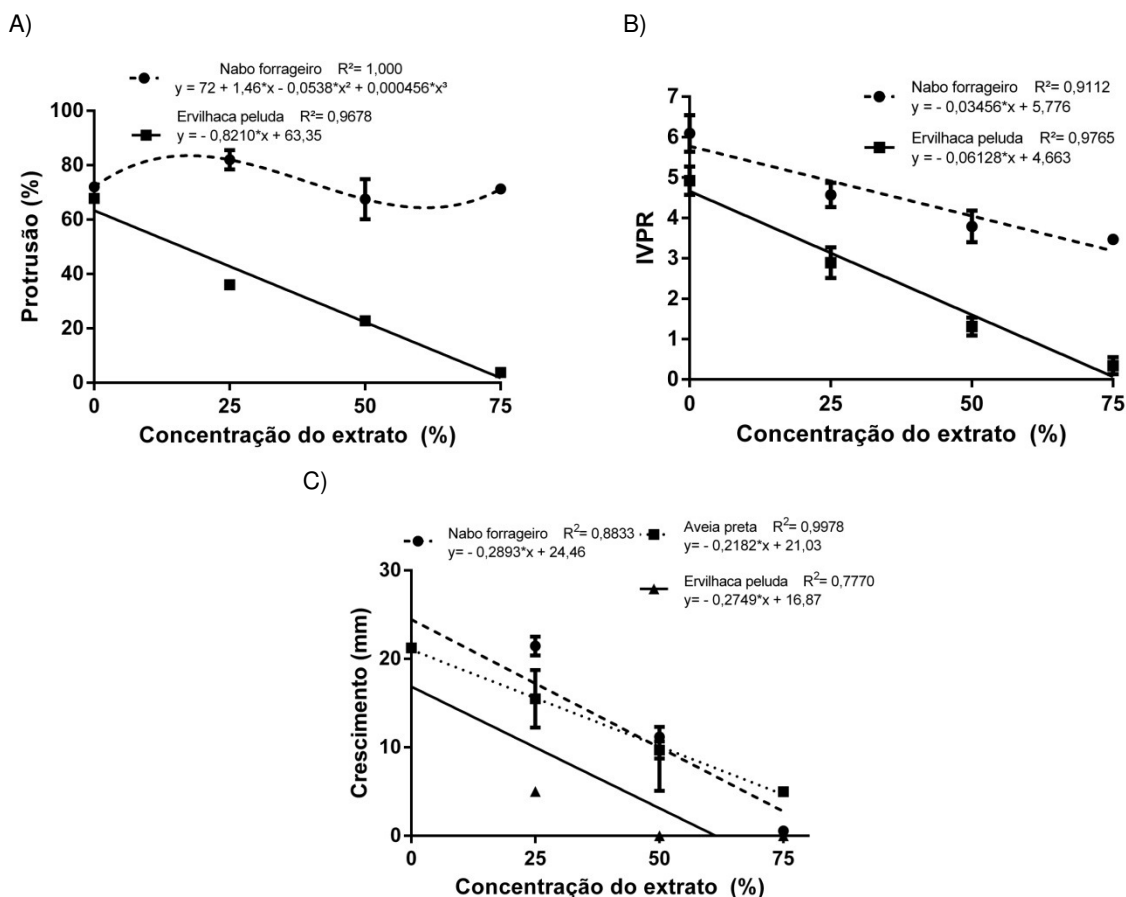 A)
Nabo forrageiro R²= 1,000
y = 72 + 1,46*x - 0,0538*x² + 0,000456*x³
Ervilhaca peluda R²= 0,9678
y = - 0,8210*x + 63,35
100
80
60
40
20
0
Protrusão (%)
0 25 50 75
Concentração do extrato (%)
B)
Nabo forrageiro R²= 0,9112
y = - 0,03456*x + 5,776
Ervilhaca peluda R²= 0,9765
y = - 0,06128*x + 4,663
7
6
5
4
3
2
1
0
IVPR
0 25 50 75
Concentração do extrato (%)
C)
Nabo forrageiro R²= 0,8833
y= - 0,2893*x + 24,46
Aveia preta R²= 0,9978
y= - 0,2182*x + 21,03
Ervilhaca peluda R²= 0,7770
y= - 0,2749*x + 16,87
30
20
10
0
Crescimento (mm)
0 25 50 75
Concentração do extrato (%)